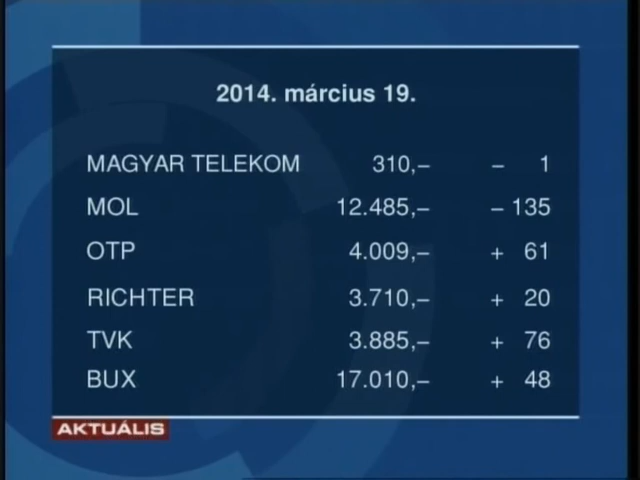 2014. március 19.
MAGYAR TELEKOM 310,– – 1
MOL 12.485,– – 135
OTP 4.009,– + 61
RICHTER 3.710,– + 20
TVK 3.885,– + 76
BUX 17.010,– + 48
AKTUÁLIS